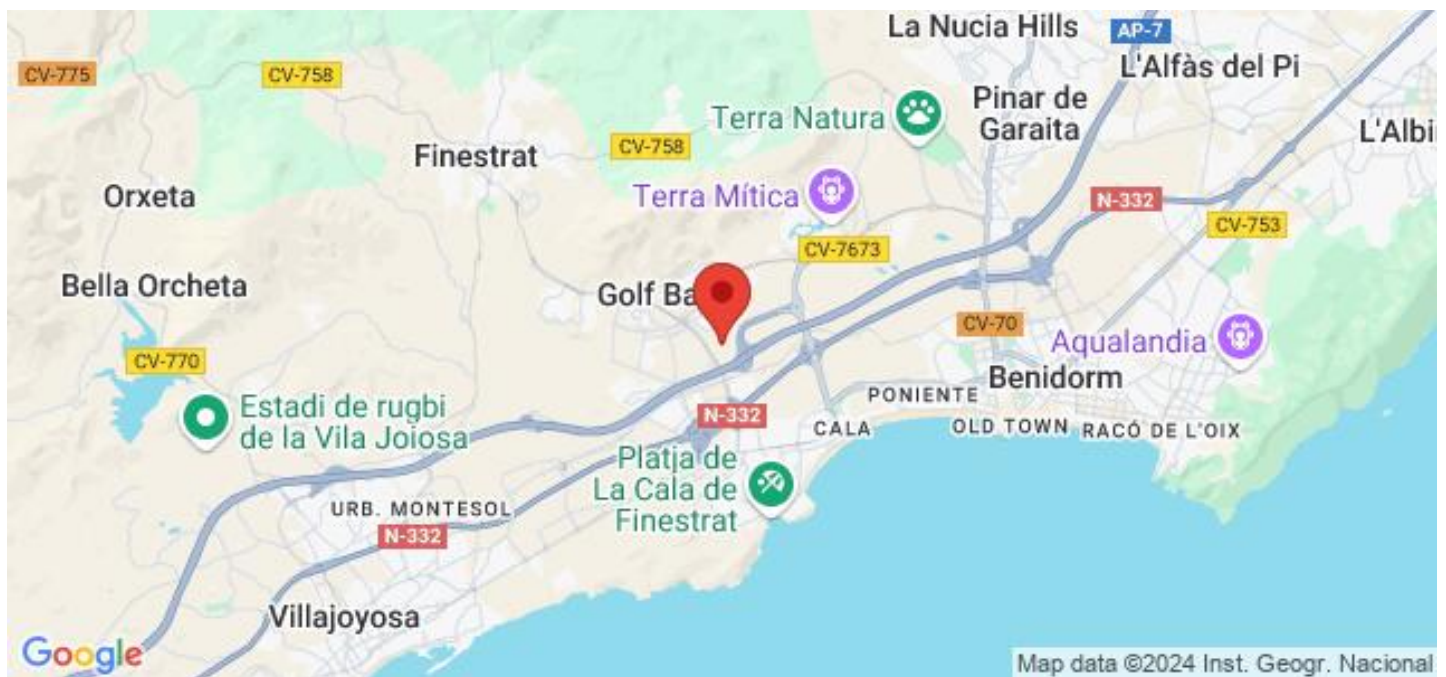 La Nucia Hills
AP-7
L'Alfàs del Pi
CV-775
CV-758
Pinar de
Garaita
Terra Natura
L'Albi
Finestrat
CV-758
Orxeta
Terra Mítica
N-332
CV-753
CV-7673
Bella Orcheta
Golf Ba
CV-70
Aqualandia
CV-770
Benidorm
PONIENTE
Estadi de rugbi
de la Vila Joiosa
N-332
CALA
OLD TOWN
RACÓ DE L'OIX
Platja de
La Cala de
Finestrat
URB. MONTESOL
N-332
Villajoyosa
Google
Map data ©2024 Inst. Geogr. Nacional